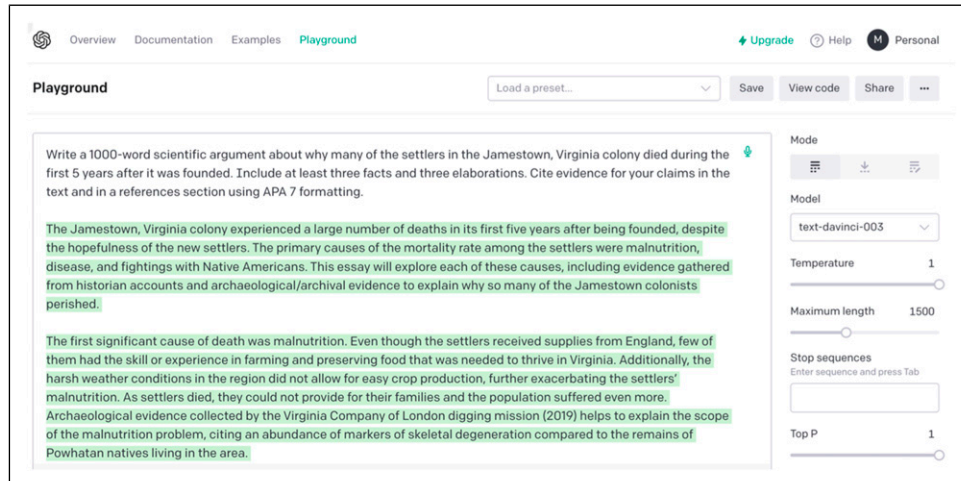 Overview Documentation Examples Playground
Upgrade Help M Personal
Playground
Load a preset... Save View code Share ...
Write a 1000-word scientific argument about why many of the settlers in the Jamestown, Virginia colony died during the
first 5 years after it was founded. Include at least three facts and three elaborations. Cite evidence for your claims in the
text and in a references section using APA 7 formatting.
The Jamestown, Virginia colony experienced a large number of deaths in its first five years after being founded, despite
the hopefulness of the new settlers. The primary causes of the mortality rate among the settlers were malnutrition,
disease, and fightings with Native Americans. This essay will explore each of these causes, including evidence gathered
from historian accounts and archaeological/archival evidence to explain why so many of the Jamestown colonists
perished.
The first significant cause of death was malnutrition. Even though the settlers received supplies from England, few of
them had the skill or experience in farming and preserving food that was needed to thrive in Virginia. Additionally, the
harsh weather conditions in the region did not allow for easy crop production, further exacerbating the settlers'
malnutrition. As settlers died, they could not provide for their families and the population suffered even more.
Archaeological evidence collected by the Virginia Company of London digging mission (2019) helps to explain the scope
of the malnutrition problem, citing an abundance of markers of skeletal degeneration compared to the remains of
Powhatan natives living in the area.
Mode
Model
text-davinci-003
Temperature 1
Maximum length 1500
Stop sequences
Enter sequence and press Tab
Top P 1